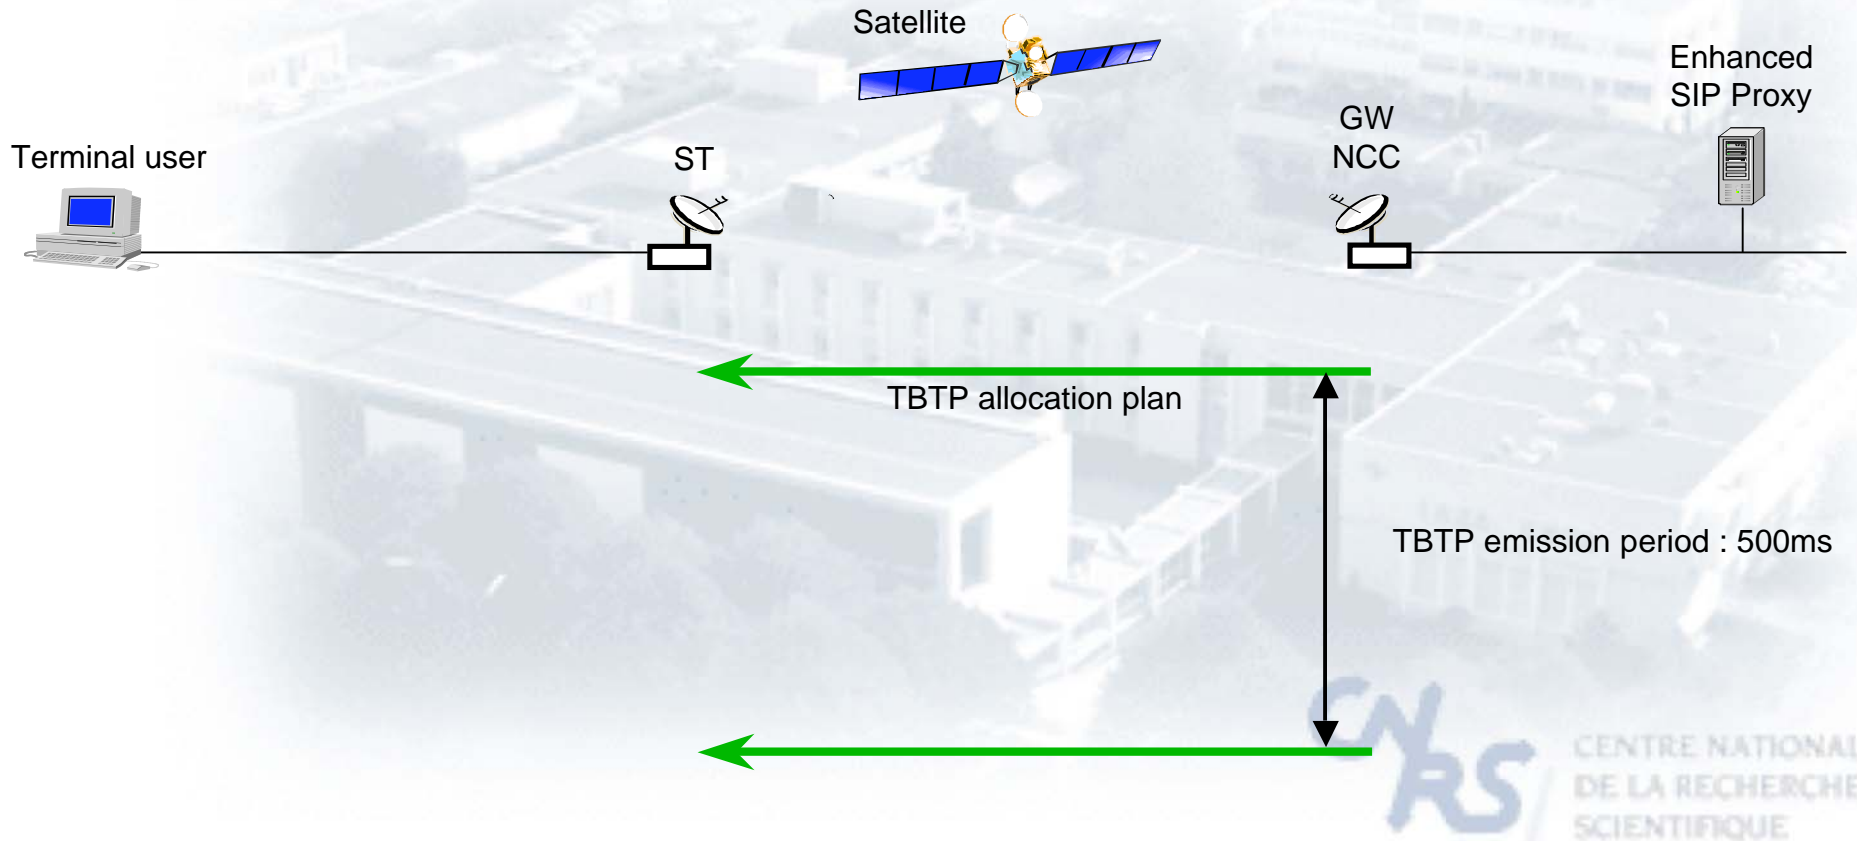 Satellite
Enhanced
SIP Proxy
GW
NCC
Terminal user
ST
TBTP allocation plan
TBTP emission period : 500ms
CNRS
CENTRE NATIONAL
DE LA RECHERCHE
SCIENTIFIQUE